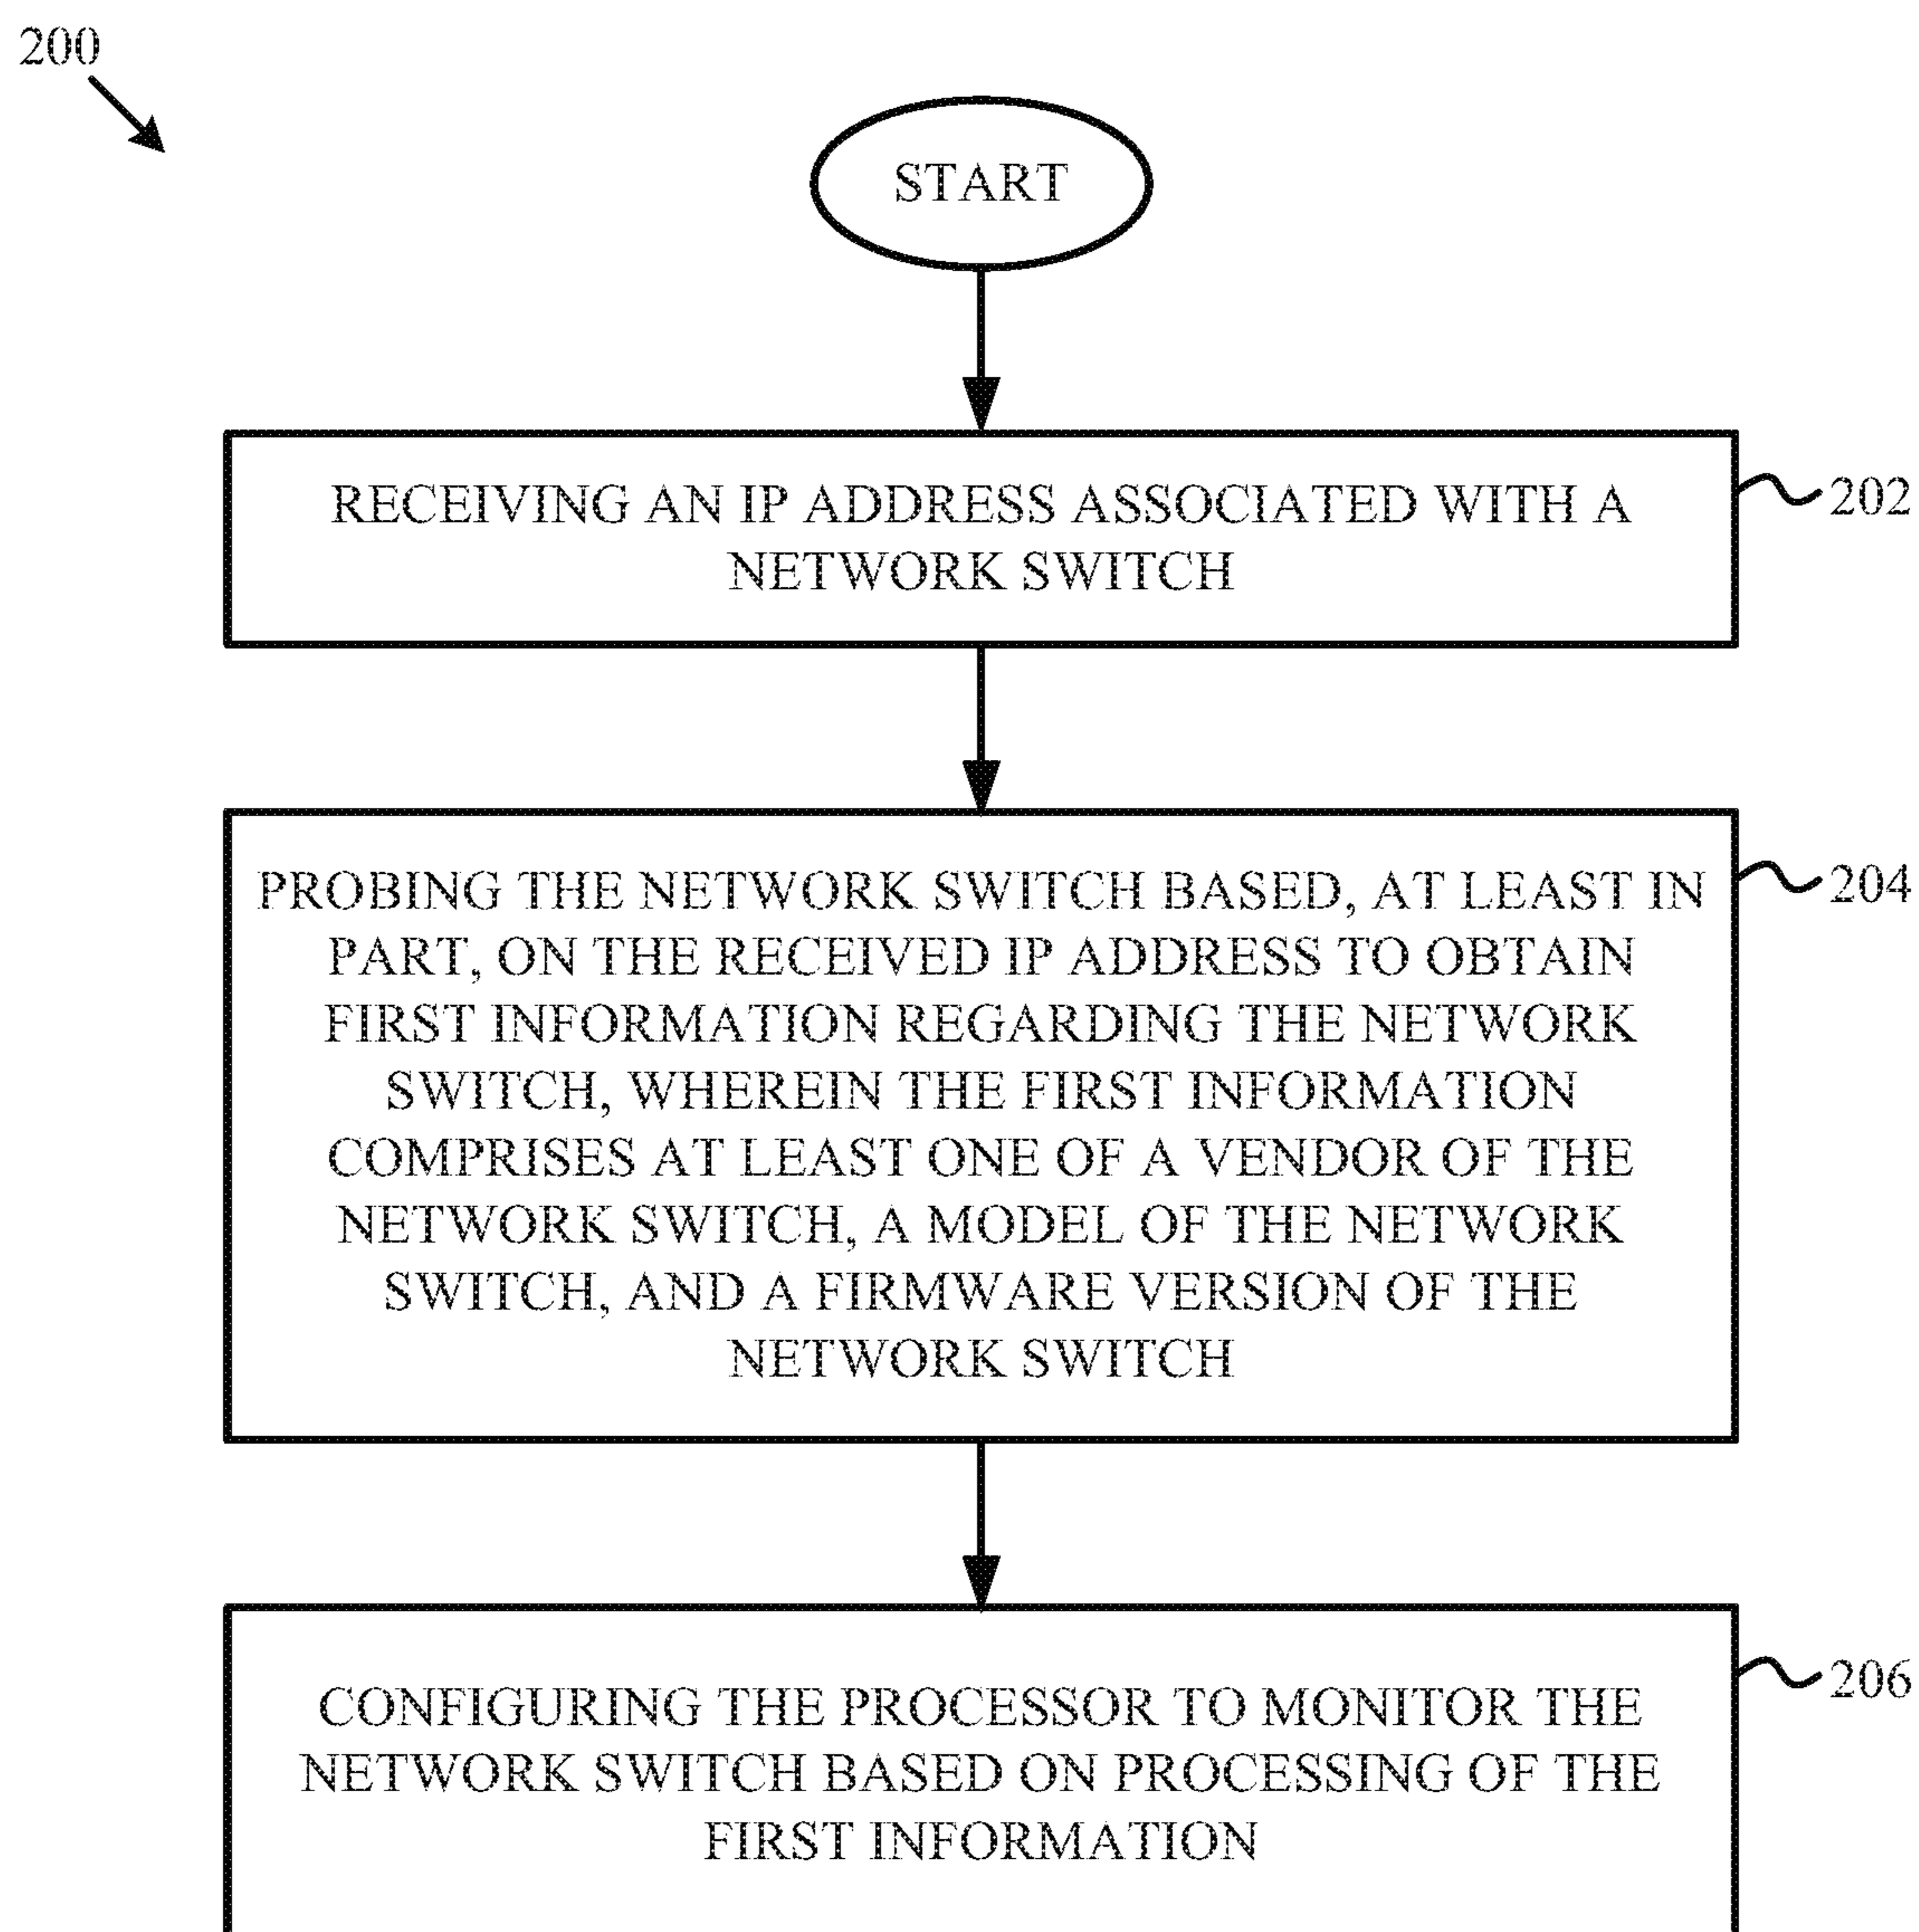 200
START
RECEIVING AN IP ADDRESS ASSOCIATED WITH A
NETWORK SWITCH
202
PROBING THE NETWORK SWITCH BASED, AT LEAST IN
PART, ON THE RECEIVED IP ADDRESS TO OBTAIN
FIRST INFORMATION REGARDING THE NETWORK
SWITCH, WHEREIN THE FIRST INFORMATION
COMPRISES AT LEAST ONE OF A VENDOR OF THE
NETWORK SWITCH, A MODEL OF THE NETWORK
SWITCH, AND A FIRMWARE VERSION OF THE
NETWORK SWITCH
204
CONFIGURING THE PROCESSOR TO MONITOR THE
NETWORK SWITCH BASED ON PROCESSING OF THE
FIRST INFORMATION
206